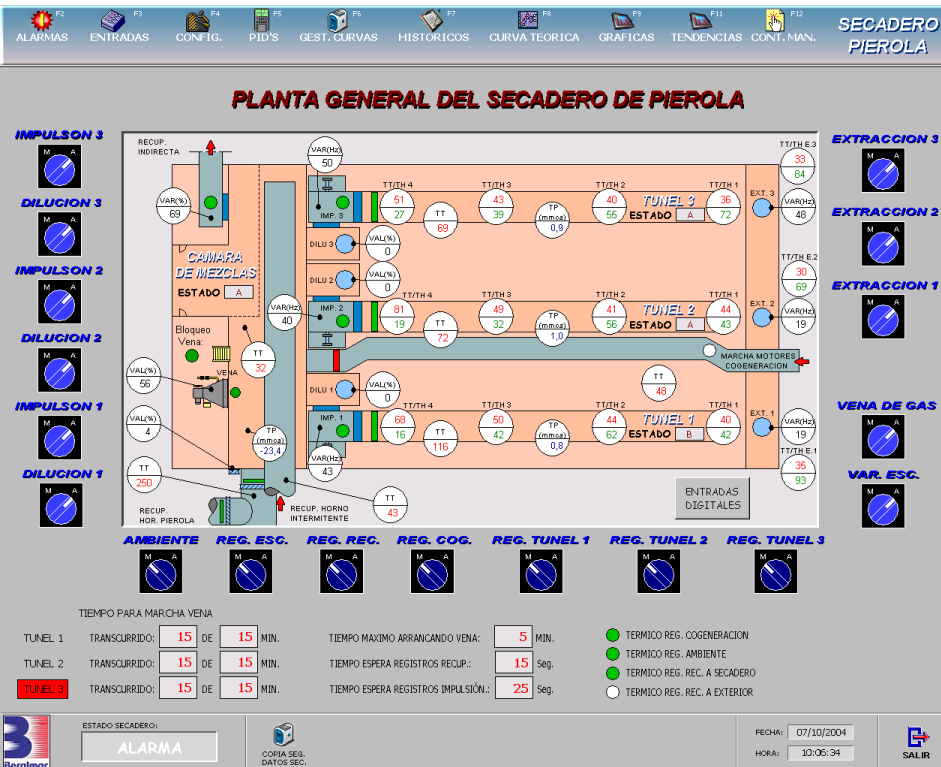 F2 F3 F4 F5 F6 F7 F8 F9 F11 F12
ALARMAS ENTRADAS CONFIG. PID'S GEST. CURVAS HISTORICOS CURVA TEORICA GRAFICAS TENDENCIAS CONT. MAN.
SECADERO
PIEROLA
PLANTA GENERAL DEL SECADERO DE PIEROLA
IMPULSON 3
M A
DILUCION 3
M A
IMPULSON 2
M A
DILUCION 2
M A
IMPULSON 1
M A
DILUCION 1
M A
RECUP.
INDIRECTA
VAR(%)
69
CAMARA
DE MEZCLAS
ESTADO A
Bloqueo
Vena:
VENA
VAL(%)
56
VAL(%)
4
TT
250
RECUP.
HOR. PIEROLA
TT
32
TP
(mmca)
-23,4
RECUP. HORNO
INTERMITENTE
TT
43
VAR(Hz)
50
IMP. 3
TT/TH 4
51
27
TT
69
TT/TH 3
43
39
TP
(mmca)
0,9
TT/TH 2
40
55
TUNEL 3
ESTADO A
TT/TH 1
36
72
EXT. 3
VAR(Hz)
48
TT/TH E.3
33
84
DILU 3
VAL(%)
0
DILU 2
VAL(%)
0
VAR(Hz)
40
IMP. 2
TT/TH 4
81
19
TT
72
TT/TH 3
49
32
TP
(mmca)
1,0
TT/TH 2
41
56
TUNEL 2
ESTADO A
TT/TH 1
44
43
EXT. 2
VAR(Hz)
19
TT/TH E.2
30
69
MARCHA MOTORES
COGENERACION
TT
48
DILU 1
VAL(%)
0
IMP. 1
VAR(Hz)
43
TT/TH 4
68
16
TT
116
TT/TH 3
50
42
TP
(mmca)
0,8
TT/TH 2
44
62
TUNEL 1
ESTADO B
TT/TH 1
40
42
EXT. 1
VAR(Hz)
19
TT/TH E.1
35
93
ENTRADAS
DIGITALES
EXTRACCION 3
M A
EXTRACCION 2
M A
EXTRACCION 1
M A
VENA DE GAS
M A
VAR. ESC.
M A
AMBIENTE REG. ESC. REG. REC. REG. COG. REG. TUNEL 1 REG. TUNEL 2 REG. TUNEL 3
M A M A M A M A M A M A M A
TIEMPO PARA MARCHA VENA
TUNEL 1 TRANSCURRIDO: 15 DE 15 MIN.
TUNEL 2 TRANSCURRIDO: 15 DE 15 MIN.
TUNEL 3 TRANSCURRIDO: 15 DE 15 MIN.
TIEMPO MAXIMO ARRANCANDO VENA: 5 MIN.
TIEMPO ESPERA REGISTROS RECUP.: 15 Seg.
TIEMPO ESPERA REGISTROS IMPULSIÓN.: 25 Seg.
TERMICO REG. COGENERACION
TERMICO REG. AMBIENTE
TERMICO REG. REC. A SECADERO
TERMICO REG. REC. A EXTERIOR
Beralmar
ESTADO SECADERO:
ALARMA
COPIA SEG.
DATOS SEC.
FECHA: 07/10/2004
HORA: 10:06:34
SALIR